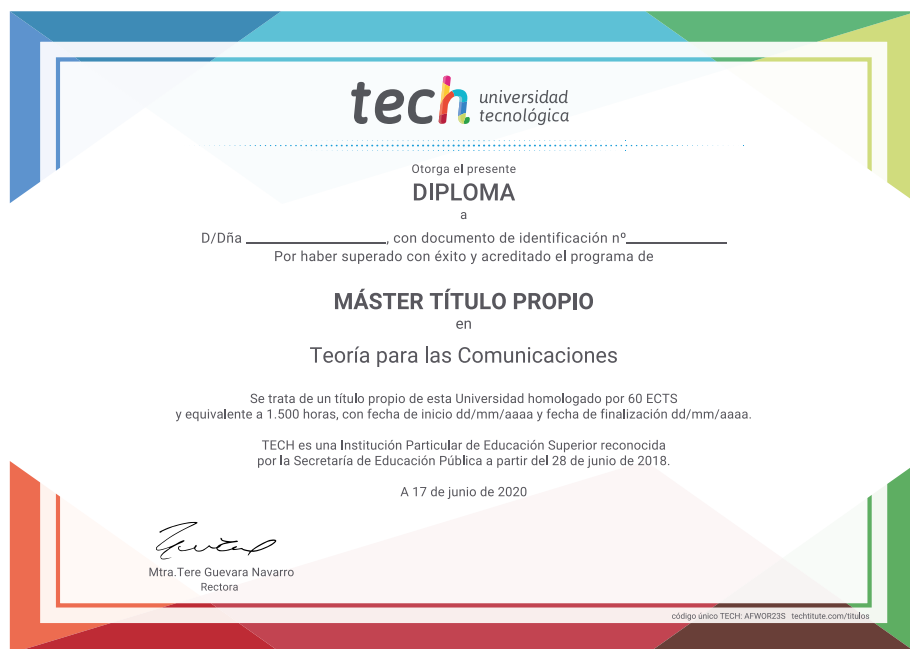 tech universidad
tecnológica
Otorga el presente
DIPLOMA
a
D/Dña ____________________, con documento de identificación nº______________
Por haber superado con éxito y acreditado el programa de
MÁSTER TÍTULO PROPIO
en
Teoría para las Comunicaciones
Se trata de un título propio de esta Universidad homologado por 60 ECTS
y equivalente a 1.500 horas, con fecha de inicio dd/mm/aaaa y fecha de finalización dd/mm/aaaa.
TECH es una Institución Particular de Educación Superior reconocida
por la Secretaría de Educación Pública a partir del 28 de junio de 2018.
A 17 de junio de 2020
Mtra.Tere Guevara Navarro
Rectora
código único TECH: AFWOR23S techtitute.com/titulos